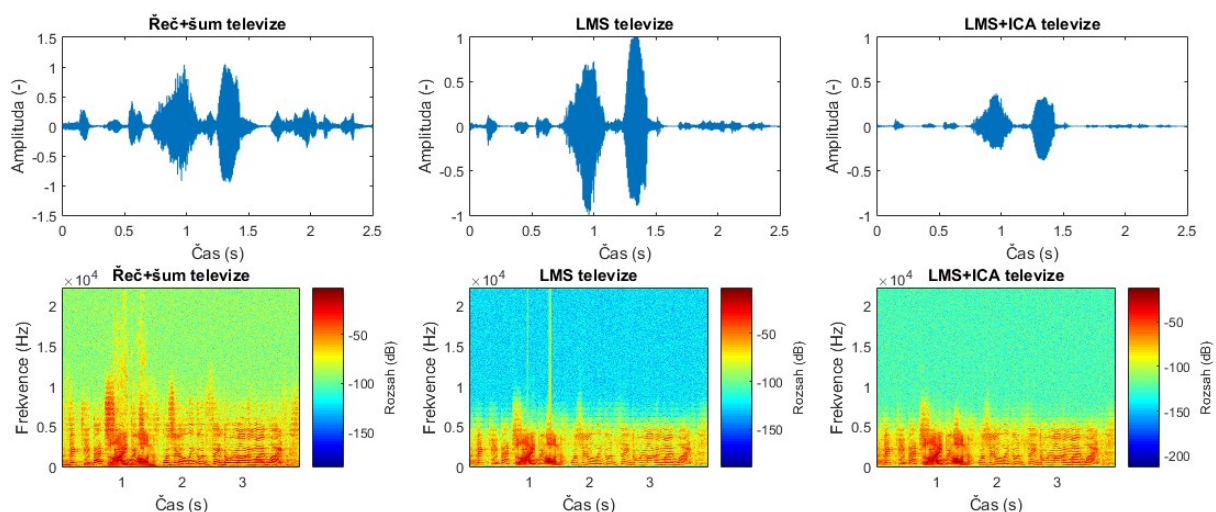 Řeč+šum televize
1.5
1
0.5
0
-0.5
-1
-1.5
Amplituda (-)
0 0.5 1 1.5 2 2.5
Čas (s)
LMS televize
1
0.5
0
-0.5
-1
Amplituda (-)
0 0.5 1 1.5 2 2.5
Čas (s)
LMS+ICA televize
1
0.5
0
-0.5
-1
Amplituda (-)
0 0.5 1 1.5 2 2.5
Čas (s)
Řeč+šum televize
×10⁴
2
1.5
1
0.5
0
Frekvence (Hz)
1 2 3
Čas (s)
-50
-100
-150
Rozsah (dB)
LMS televize
×10⁴
2
1.5
1
0.5
0
Frekvence (Hz)
1 2 3
Čas (s)
-50
-100
-150
Rozsah (dB)
LMS+ICA televize
×10⁴
2
1.5
1
0.5
0
Frekvence (Hz)
1 2 3
Čas (s)
-50
-100
-150
-200
Rozsah (dB)